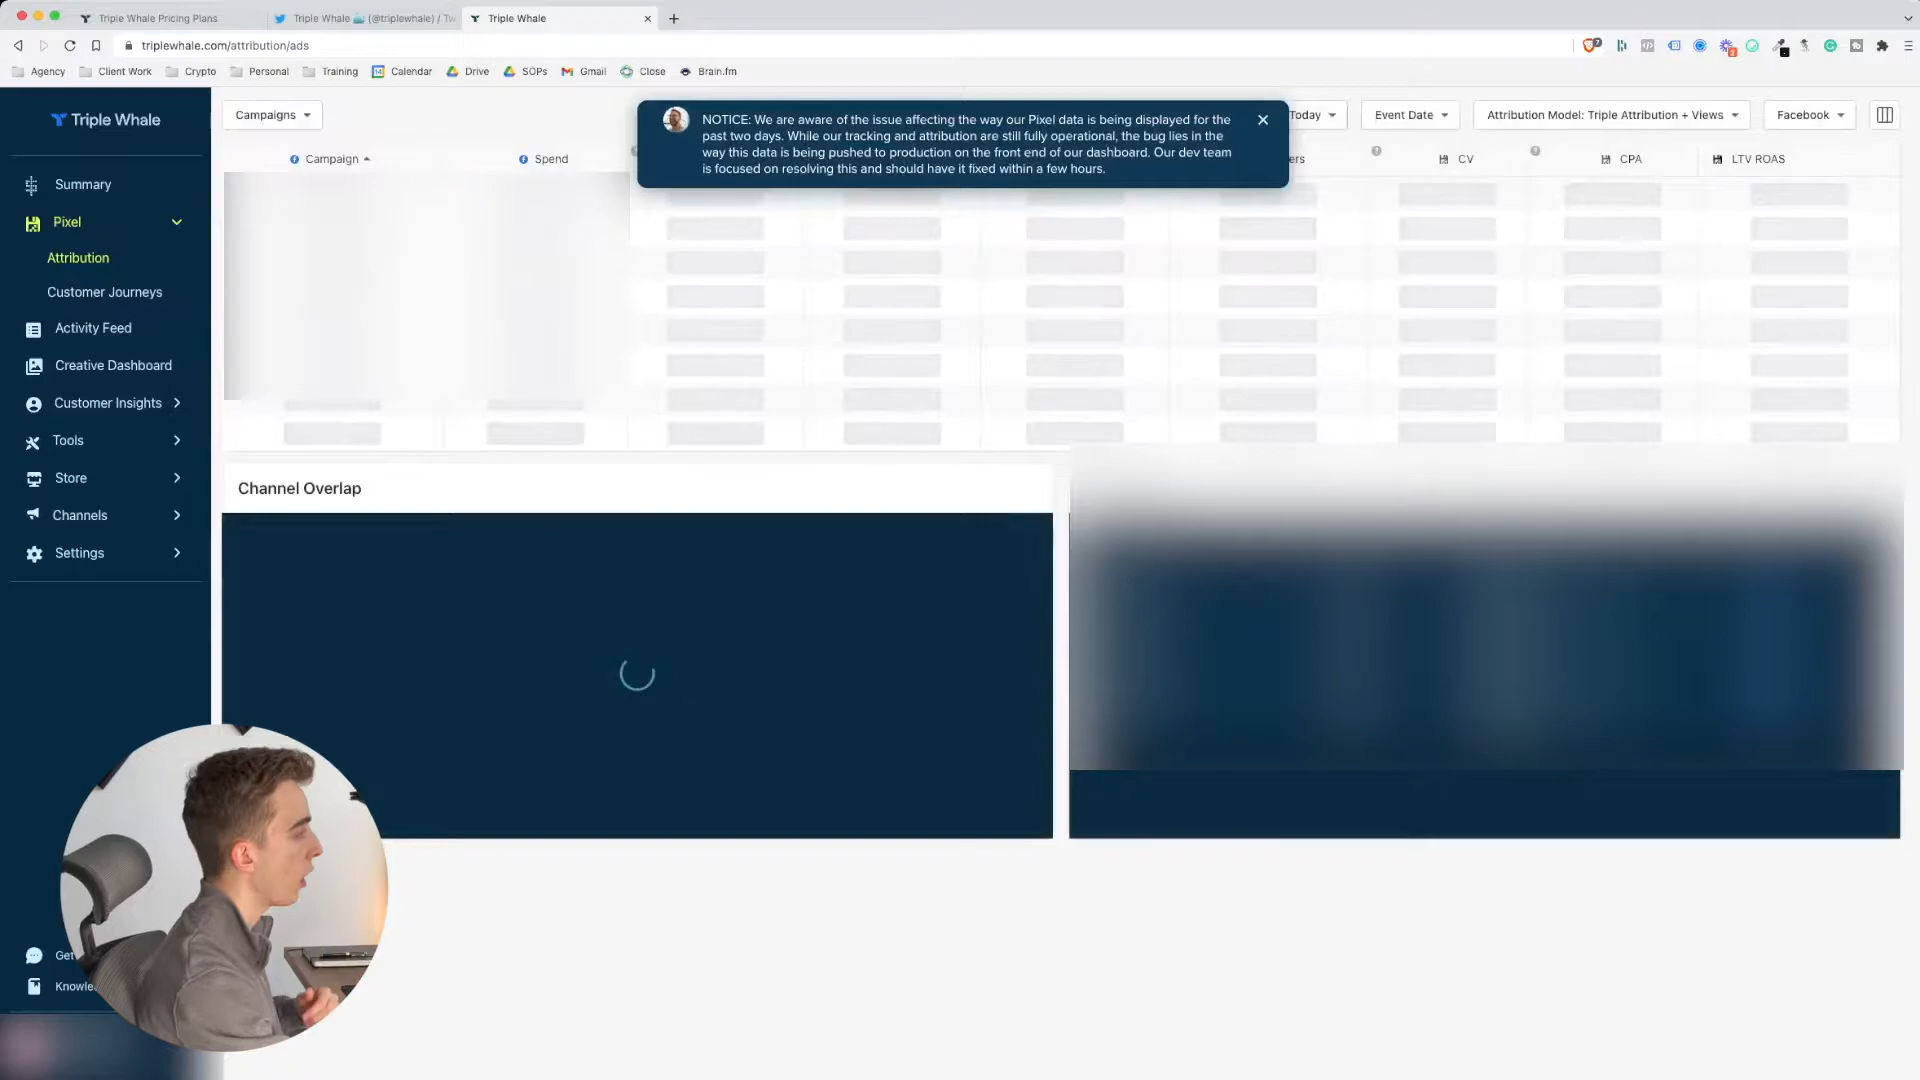 Triple Whale Pricing Plans
Triple Whale 🐳 (@triplewhale) / Tw
Triple Whale
triplewhale.com/attribution/ads
Agency
Client Work
Crypto
Personal
Training
Calendar
Drive
SOPs
Gmail
Close
Brain.fm
Triple Whale
Summary
Pixel
Attribution
Customer Journeys
Activity Feed
Creative Dashboard
Customer Insights
Tools
Store
Channels
Settings
Get
Knowle
Campaigns
NOTICE: We are aware of the issue affecting the way our Pixel data is being displayed for the
past two days. While our tracking and attribution are still fully operational, the bug lies in the
way this data is being pushed to production on the front end of our dashboard. Our dev team
is focused on resolving this and should have it fixed within a few hours.
Today
Event Date
Attribution Model: Triple Attribution + Views
Facebook
Campaign
Spend
ers
CV
CPA
LTV ROAS
Channel Overlap